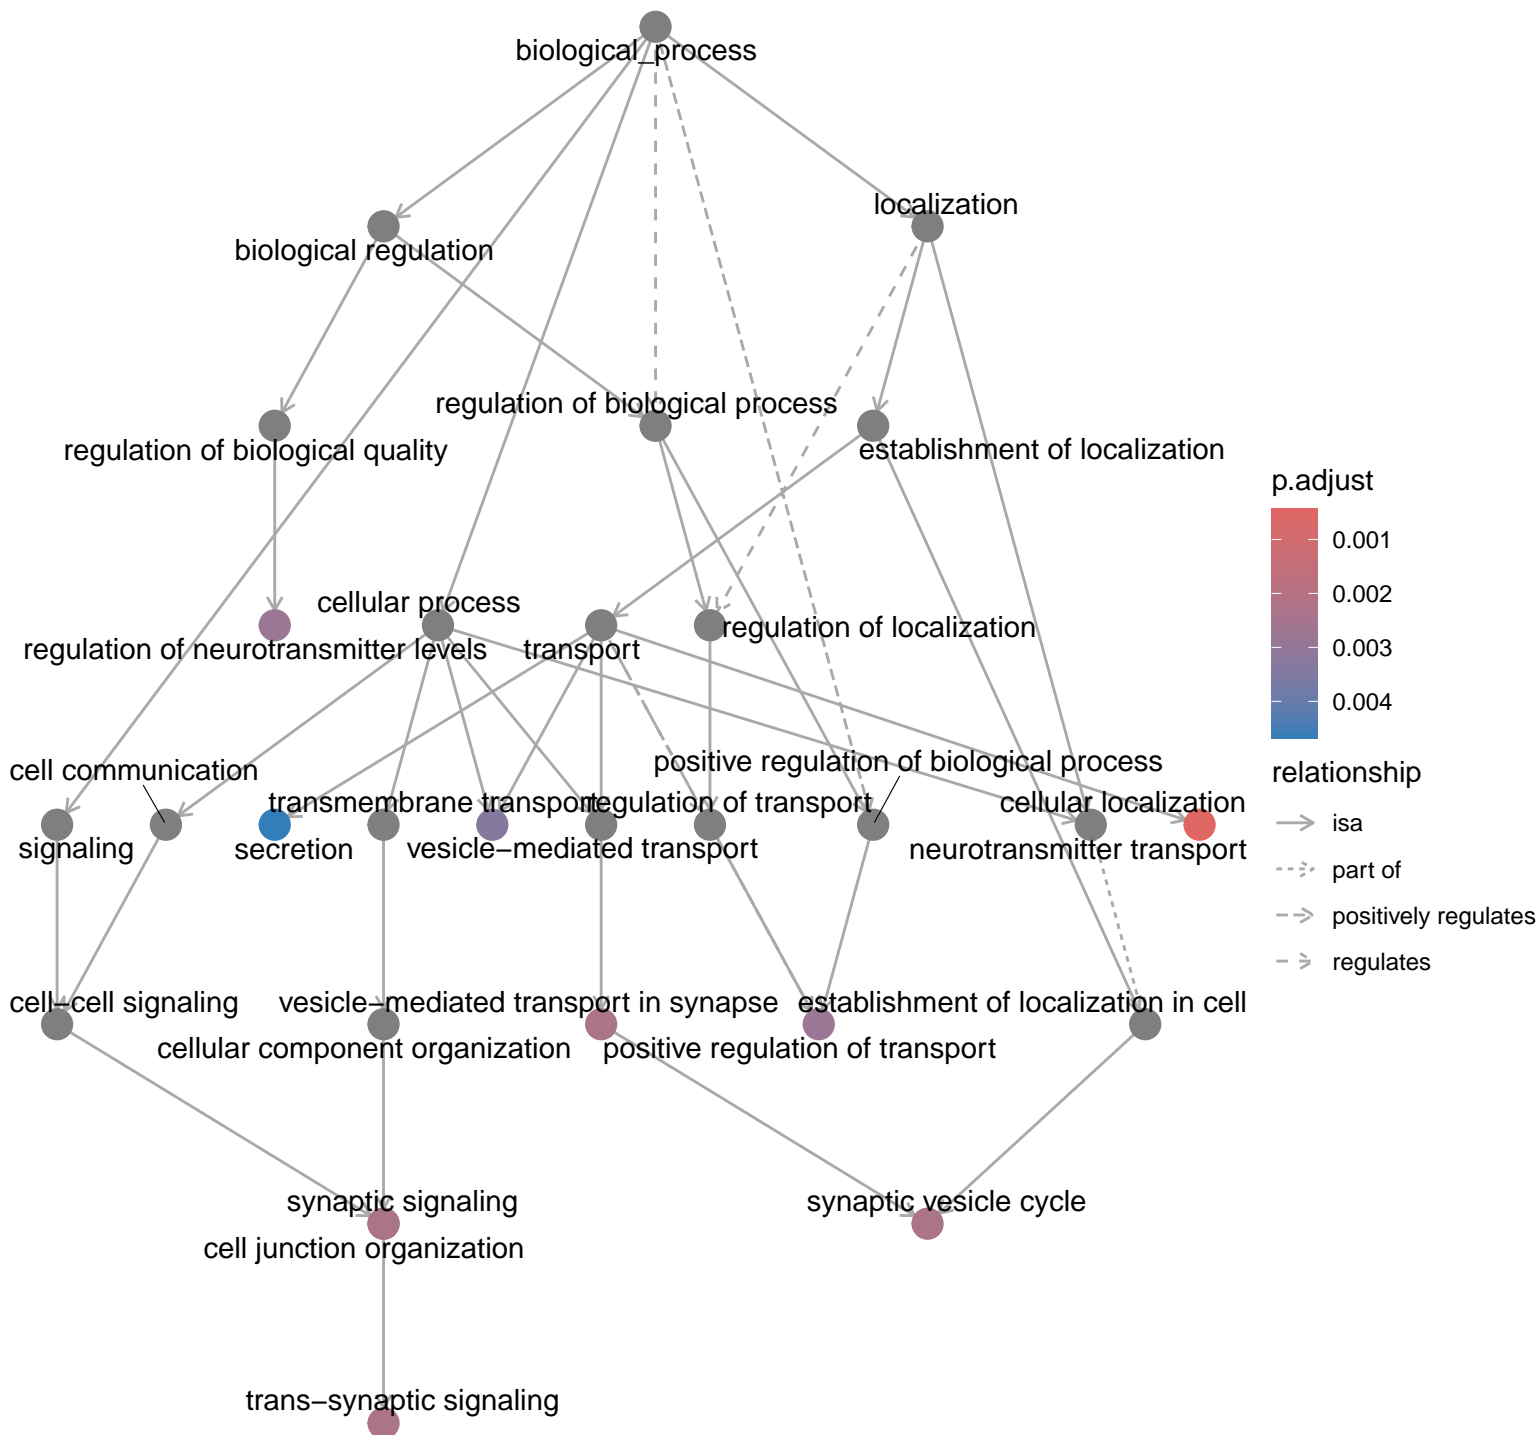 biological_process
localization
biological regulation
regulation of biological process
regulation of biological quality
establishment of localization
p.adjust
0.001
0.002
0.003
0.004
cellular process
regulation of localization
regulation of neurotransmitter levels
transport
relationship
isa
part of
positively regulates
regulates
cell communication
positive regulation of biological process
transmembrane transport
regulation of transport
cellular localization
signaling
secretion
vesicle−mediated transport
neurotransmitter transport
cell−cell signaling
vesicle−mediated transport in synapse
establishment of localization in cell
cellular component organization
positive regulation of transport
synaptic signaling
synaptic vesicle cycle
cell junction organization
trans−synaptic signaling